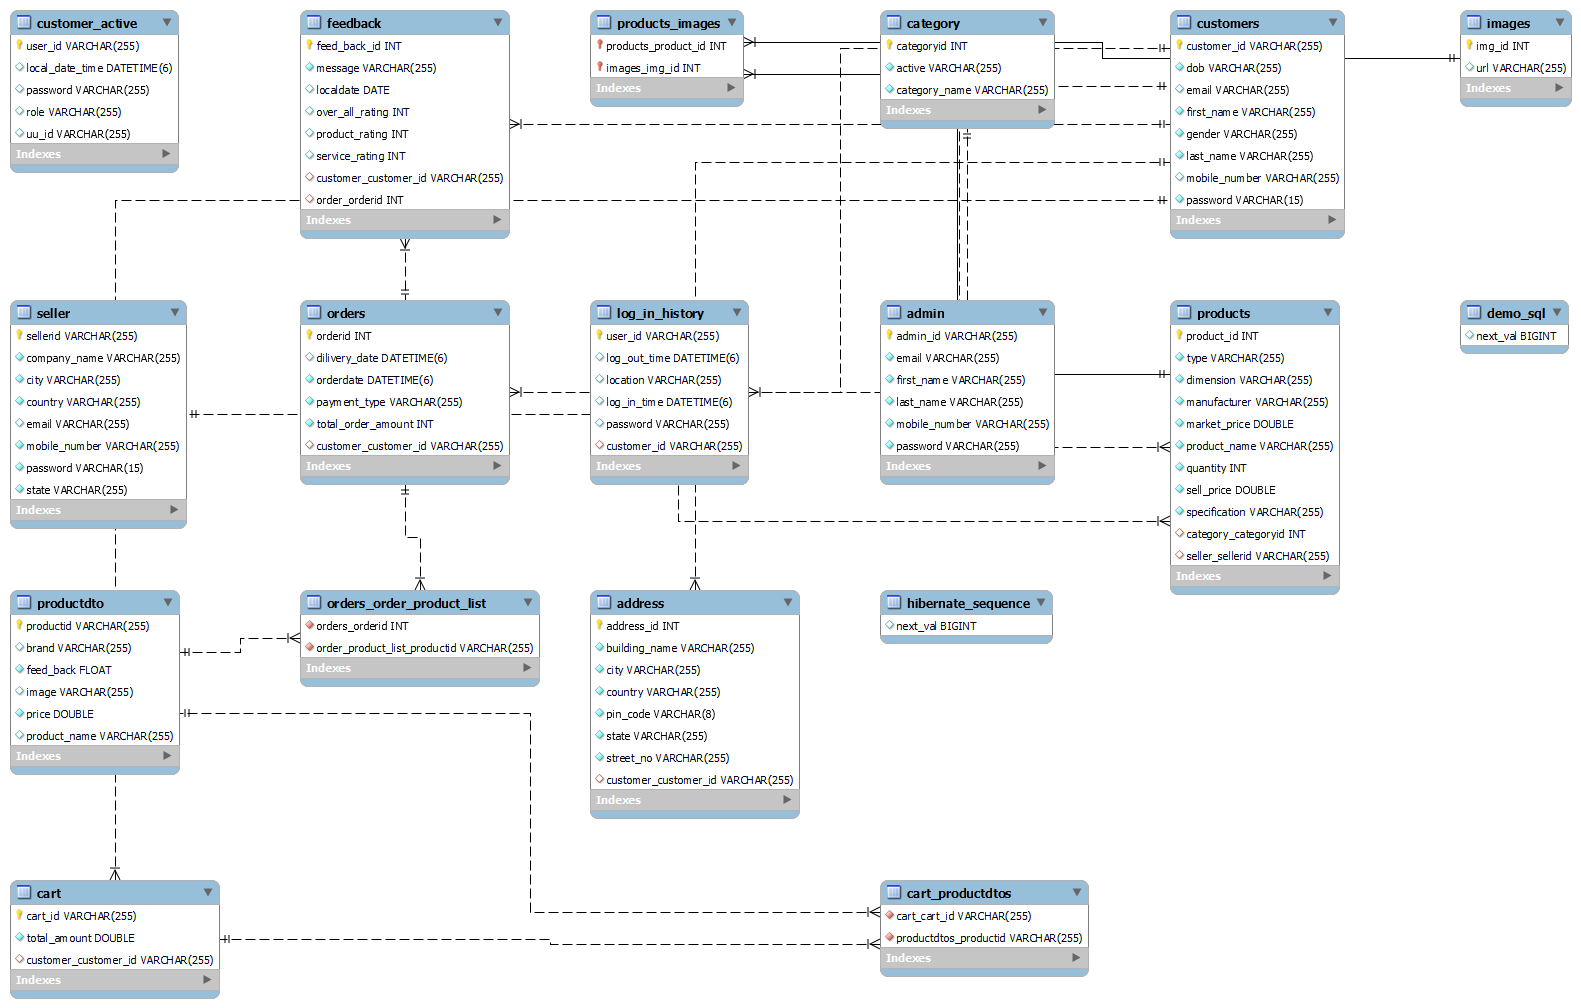 customer_active
user_id VARCHAR(255)
local_date_time DATETIME(6)
password VARCHAR(255)
role VARCHAR(255)
uu_id VARCHAR(255)
Indexes
feedback
feed_back_id INT
message VARCHAR(255)
localdate DATE
over_all_rating INT
product_rating INT
service_rating INT
customer_customer_id VARCHAR(255)
order_orderid INT
Indexes
products_images
products_product_id INT
images_img_id INT
Indexes
category
categoryid INT
active VARCHAR(255)
category_name VARCHAR(255)
Indexes
customers
customer_id VARCHAR(255)
dob VARCHAR(255)
email VARCHAR(255)
first_name VARCHAR(255)
gender VARCHAR(255)
last_name VARCHAR(255)
mobile_number VARCHAR(255)
password VARCHAR(15)
Indexes
images
img_id INT
url VARCHAR(255)
Indexes
seller
sellerid VARCHAR(255)
company_name VARCHAR(255)
city VARCHAR(255)
country VARCHAR(255)
email VARCHAR(255)
mobile_number VARCHAR(255)
password VARCHAR(15)
state VARCHAR(255)
Indexes
orders
orderid INT
dilivery_date DATETIME(6)
orderdate DATETIME(6)
payment_type VARCHAR(255)
total_order_amount INT
customer_customer_id VARCHAR(255)
Indexes
log_in_history
user_id VARCHAR(255)
log_out_time DATETIME(6)
location VARCHAR(255)
log_in_time DATETIME(6)
password VARCHAR(255)
customer_id VARCHAR(255)
Indexes
admin
admin_id VARCHAR(255)
email VARCHAR(255)
first_name VARCHAR(255)
last_name VARCHAR(255)
mobile_number VARCHAR(255)
password VARCHAR(255)
Indexes
products
product_id INT
type VARCHAR(255)
dimension VARCHAR(255)
manufacturer VARCHAR(255)
market_price DOUBLE
product_name VARCHAR(255)
quantity INT
sell_price DOUBLE
specification VARCHAR(255)
category_categoryid INT
seller_sellerid VARCHAR(255)
Indexes
demo_sql
next_val BIGINT
productdto
productid VARCHAR(255)
brand VARCHAR(255)
feed_back FLOAT
image VARCHAR(255)
price DOUBLE
product_name VARCHAR(255)
Indexes
orders_order_product_list
orders_orderid INT
order_product_list_productid VARCHAR(255)
Indexes
address
address_id INT
building_name VARCHAR(255)
city VARCHAR(255)
country VARCHAR(255)
pin_code VARCHAR(8)
state VARCHAR(255)
street_no VARCHAR(255)
customer_customer_id VARCHAR(255)
Indexes
hibernate_sequence
next_val BIGINT
cart
cart_id VARCHAR(255)
total_amount DOUBLE
customer_customer_id VARCHAR(255)
Indexes
cart_productdtos
cart_cart_id VARCHAR(255)
productdtos_productid VARCHAR(255)
Indexes